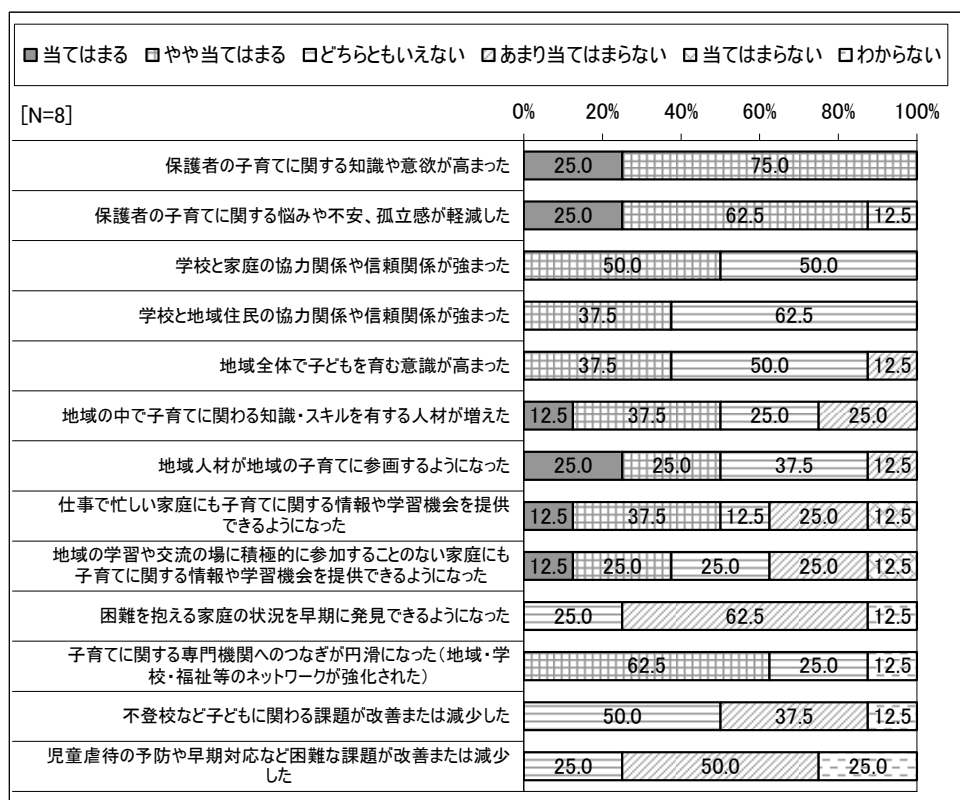 ■当てはまる □やや当てはまる □どちらともいえない □あまり当てはまらない □当てはまらない □わからない
[N=8]
0% 20% 40% 60% 80% 100%
保護者の子育てに関する知識や意欲が高まった 25.0 75.0
保護者の子育てに関する悩みや不安、孤立感が軽減した 25.0 62.5 12.5
学校と家庭の協力関係や信頼関係が強まった 50.0 50.0
学校と地域住民の協力関係や信頼関係が強まった 37.5 62.5
地域全体で子どもを育む意識が高まった 37.5 50.0 12.5
地域の中で子育てに関わる知識・スキルを有する人材が増えた 12.5 37.5 25.0 25.0
地域人材が地域の子育てに参画するようになった 25.0 25.0 37.5 12.5
仕事で忙しい家庭にも子育てに関する情報や学習機会を提供
できるようになった 12.5 37.5 12.5 25.0 12.5
地域の学習や交流の場に積極的に参加することのない家庭にも
子育てに関する情報や学習機会を提供できるようになった 12.5 25.0 25.0 25.0 12.5
困難を抱える家庭の状況を早期に発見できるようになった 25.0 62.5 12.5
子育てに関する専門機関へのつなぎが円滑になった(地域・学
校・福祉等のネットワークが強化された) 62.5 25.0 12.5
不登校など子どもに関わる課題が改善または減少した 50.0 37.5 12.5
児童虐待の予防や早期対応など困難な課題が改善または減少
した 25.0 50.0 25.0